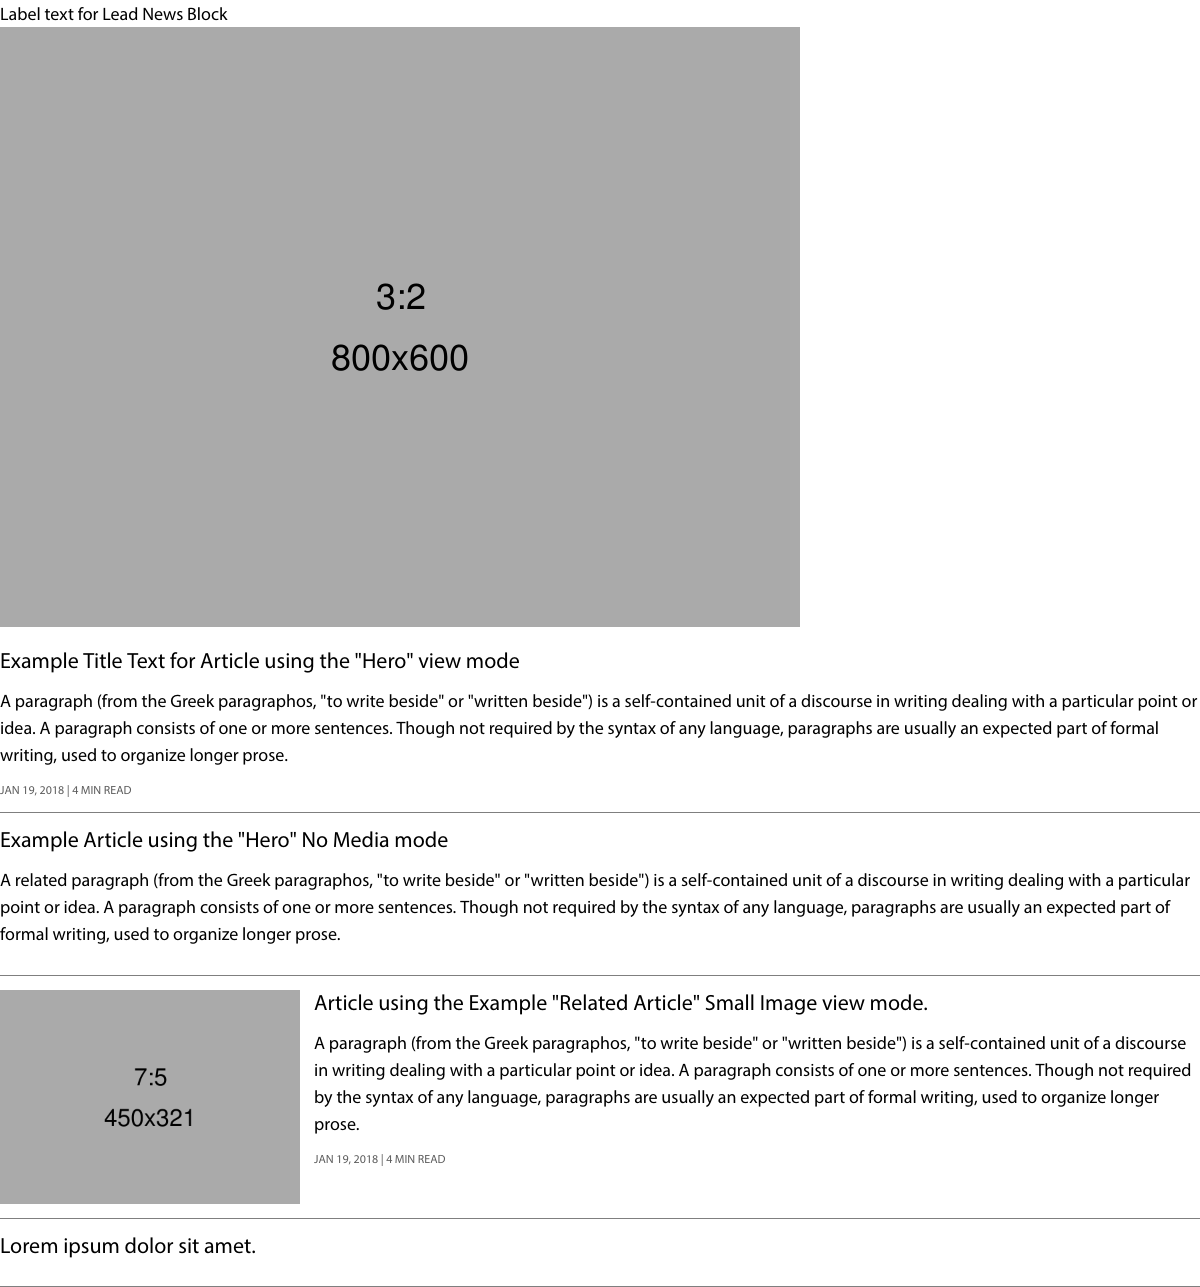 Label text for Lead News Block
3:2
800x600
Example Title Text for Article using the "Hero" view mode
A paragraph (from the Greek paragraphos, "to write beside" or "written beside") is a self-contained unit of a discourse in writing dealing with a particular point or
idea. A paragraph consists of one or more sentences. Though not required by the syntax of any language, paragraphs are usually an expected part of formal
writing, used to organize longer prose.
JAN 19, 2018 | 4 MIN READ
Example Article using the "Hero" No Media mode
A related paragraph (from the Greek paragraphos, "to write beside" or "written beside") is a self-contained unit of a discourse in writing dealing with a particular
point or idea. A paragraph consists of one or more sentences. Though not required by the syntax of any language, paragraphs are usually an expected part of
formal writing, used to organize longer prose.
7:5
450x321
Article using the Example "Related Article" Small Image view mode.
A paragraph (from the Greek paragraphos, "to write beside" or "written beside") is a self-contained unit of a discourse
in writing dealing with a particular point or idea. A paragraph consists of one or more sentences. Though not required
by the syntax of any language, paragraphs are usually an expected part of formal writing, used to organize longer
prose.
JAN 19, 2018 | 4 MIN READ
Lorem ipsum dolor sit amet.